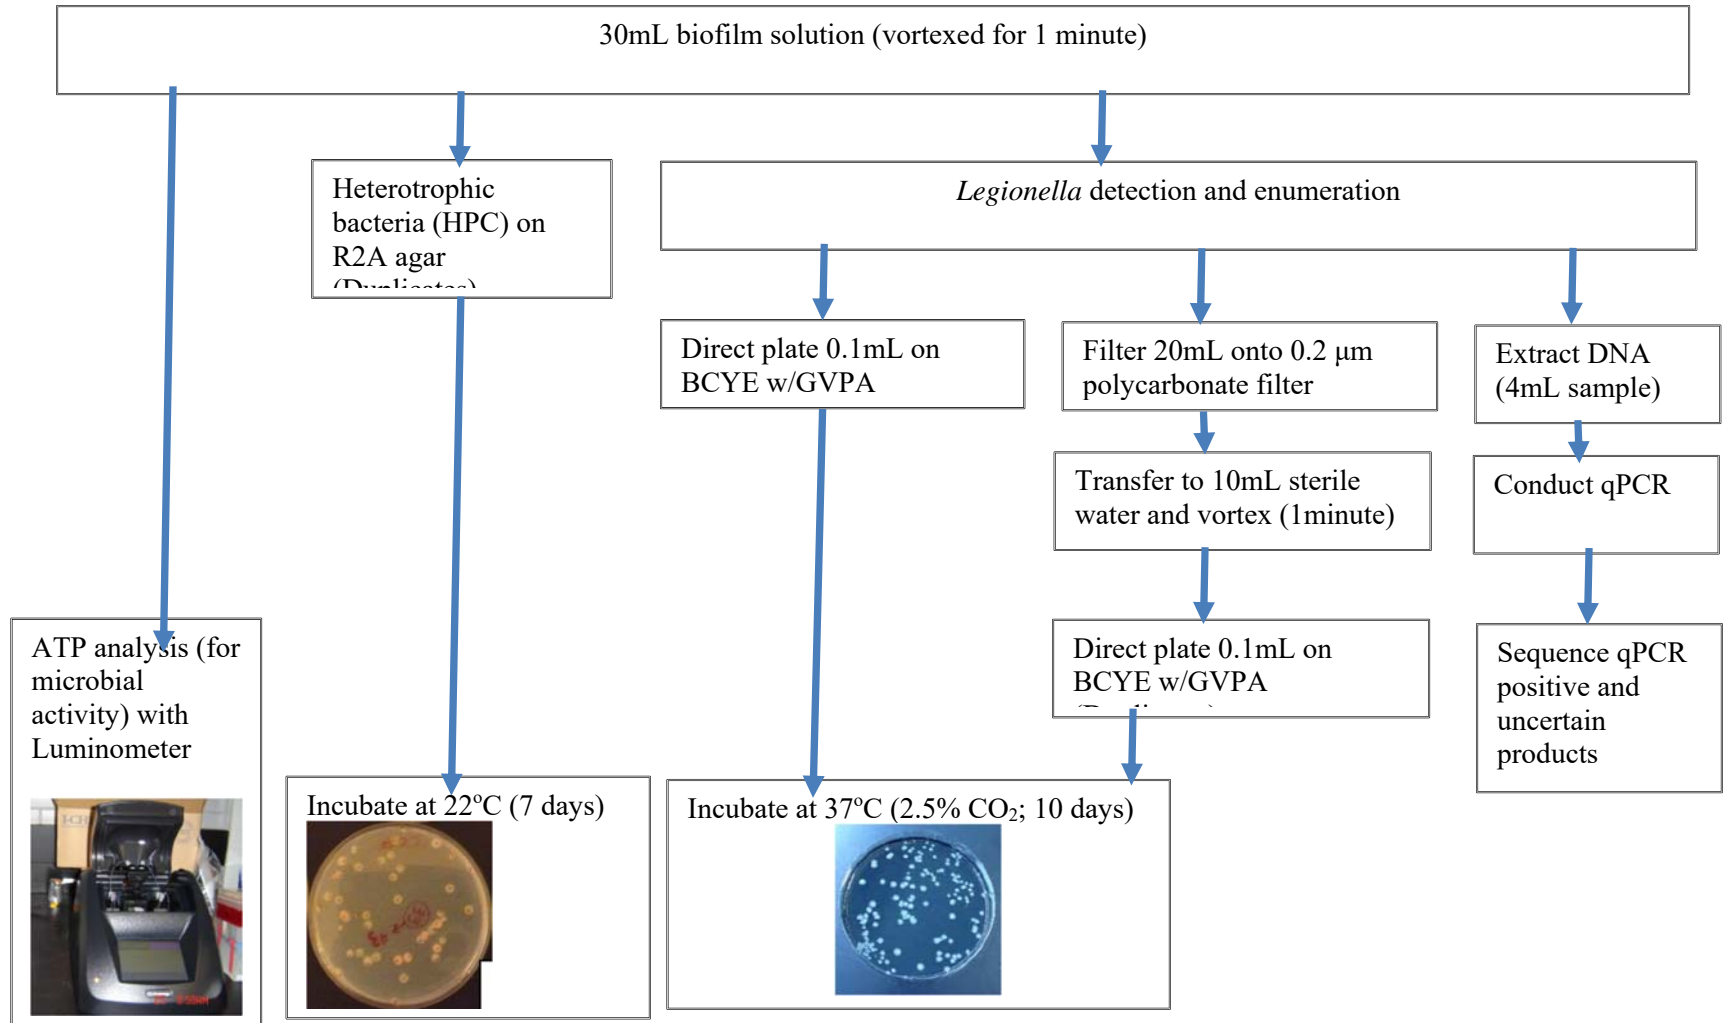 30mL biofilm solution (vortexed for 1 minute)
Heterotrophic
bacteria (HPC) on
R2A agar
(Duplicates)
Legionella detection and enumeration
Direct plate 0.1mL on
BCYE w/GVPA
Filter 20mL onto 0.2 μm
polycarbonate filter
Extract DNA
(4mL sample)
Transfer to 10mL sterile
water and vortex (1minute)
Conduct qPCR
Direct plate 0.1mL on
BCYE w/GVPA
Sequence qPCR
positive and
uncertain
products
ATP analysis (for
microbial
activity) with
Luminometer
Incubate at 22ºC (7 days)
Incubate at 37ºC (2.5% CO₂; 10 days)